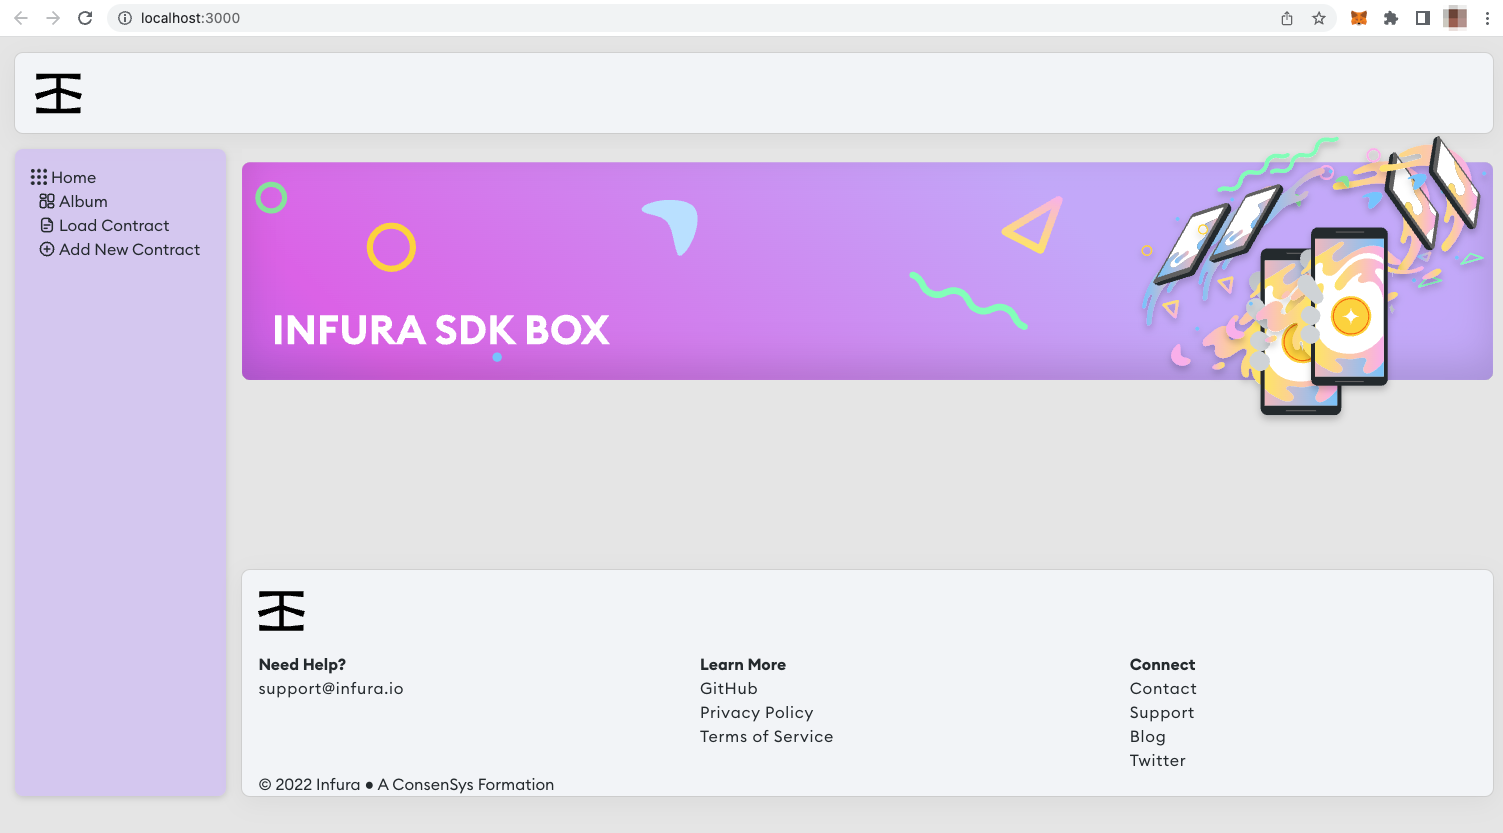 localhost:3000
Home
Album
Load Contract
Add New Contract
INFURA SDK BOX
Need Help?
support@infura.io
Learn More
GitHub
Privacy Policy
Terms of Service
Connect
Contact
Support
Blog
Twitter
© 2022 Infura ● A ConsenSys Formation